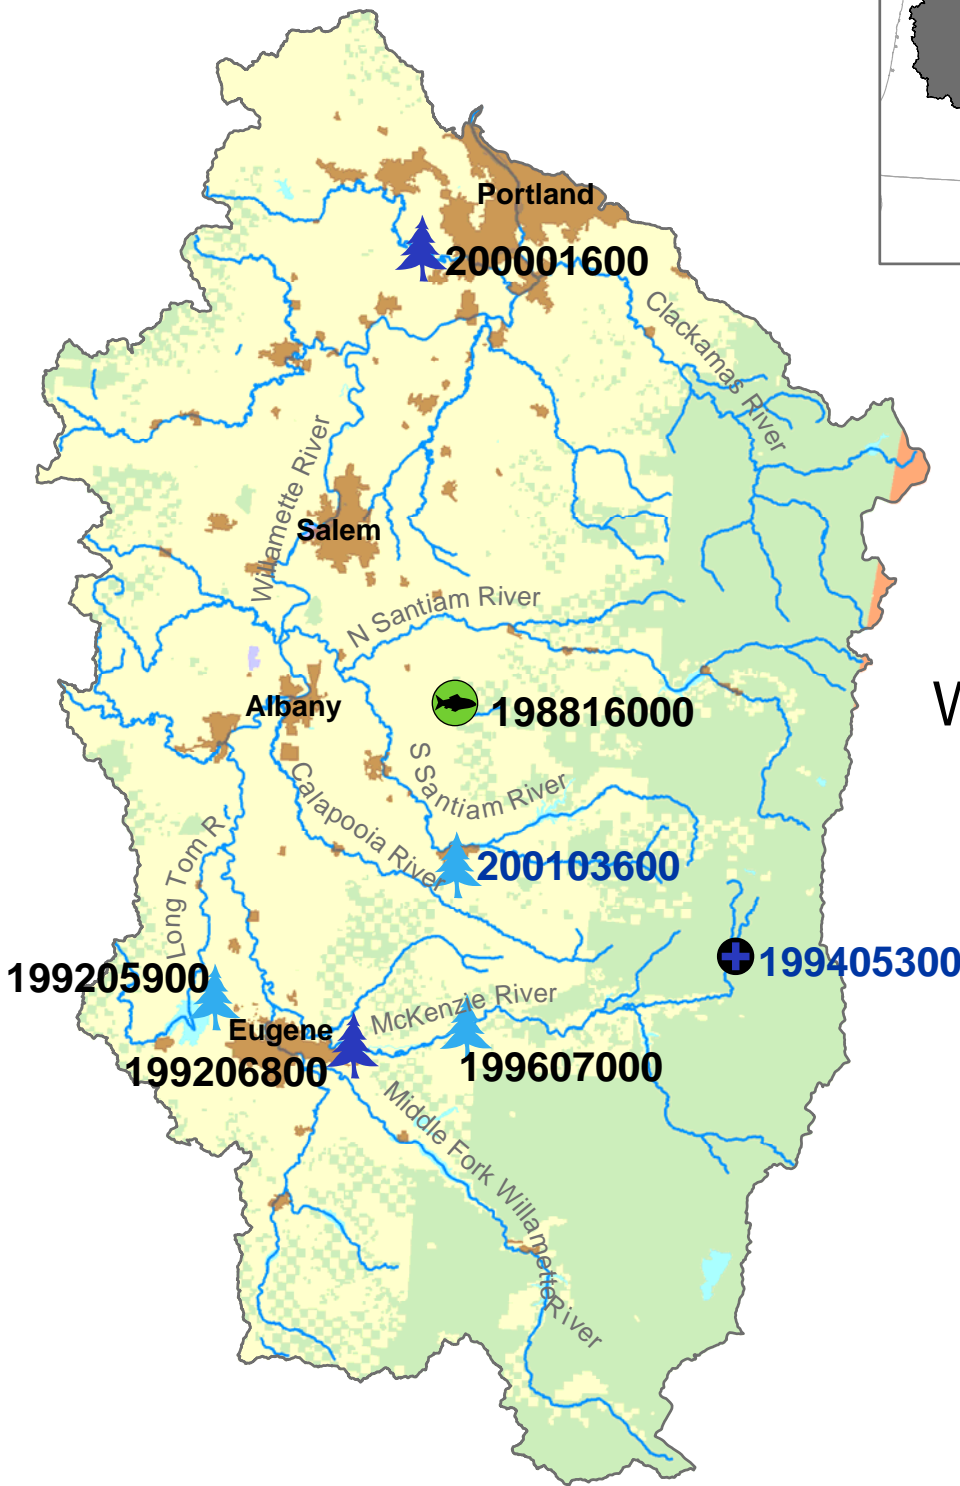 Portland
200001600
Clackamas River
Willamette River
Salem
N Santiam River
V
Albany
198816000
S Santiam River
Calapooia River
200103600
Long Tom R
199405300
199205900
McKenzie River
Eugene
199206800
199607000
Middle Fork Willamette River